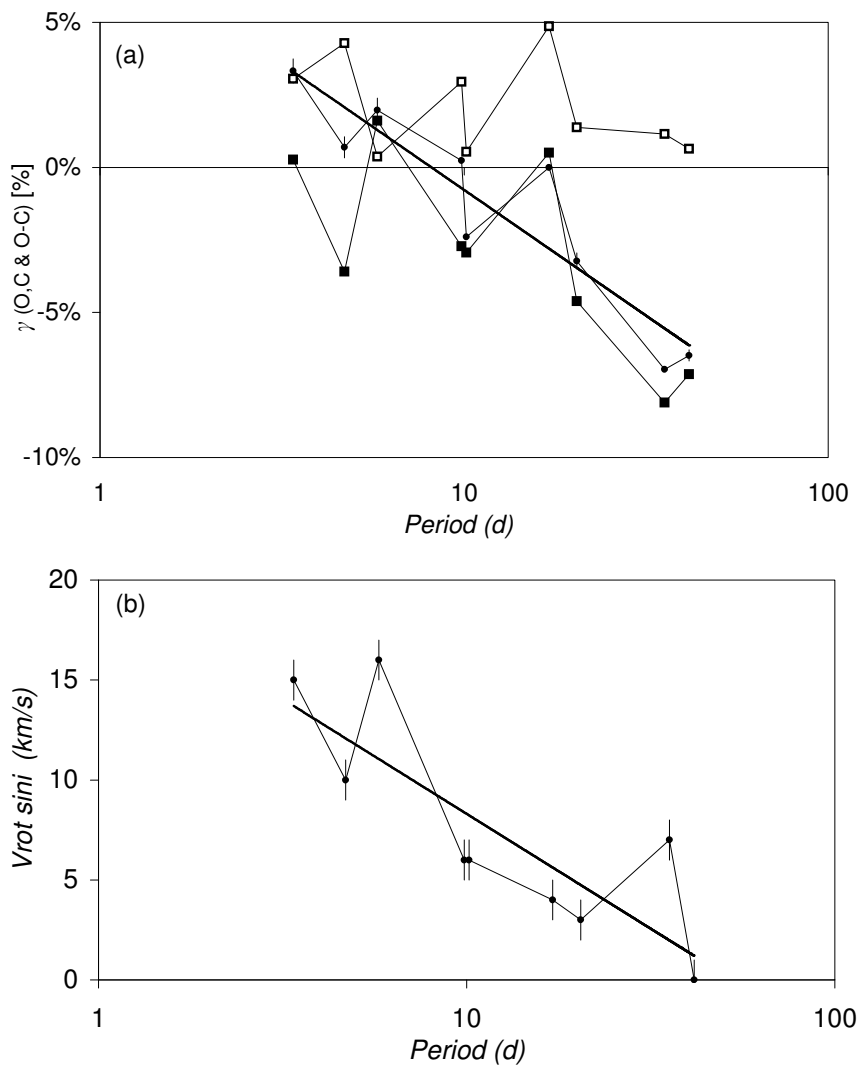 (a)
5%
0%
-5%
-10%
γ (O,C & O-C) [%]
1
10
100
Period (d)
(b)
20
15
10
5
0
Vrot sini (km/s)
1
10
100
Period (d)